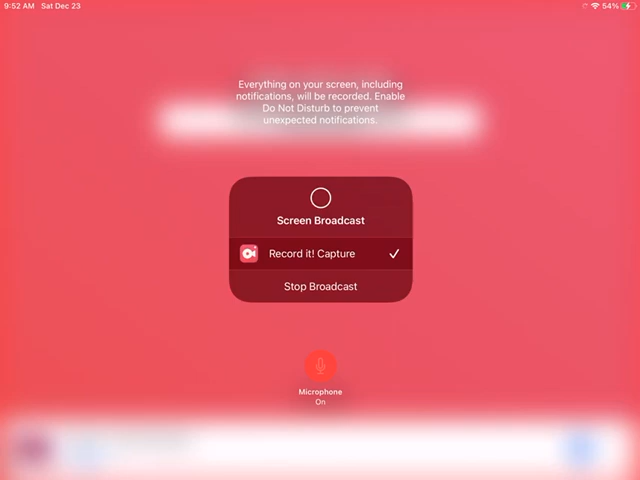 9:52 AM Sat Dec 23
54%
Everything on your screen, including
notifications, will be recorded. Enable
Do Not Disturb to prevent
unexpected notifications.
Screen Broadcast
Record it! Capture
Stop Broadcast
Microphone
On